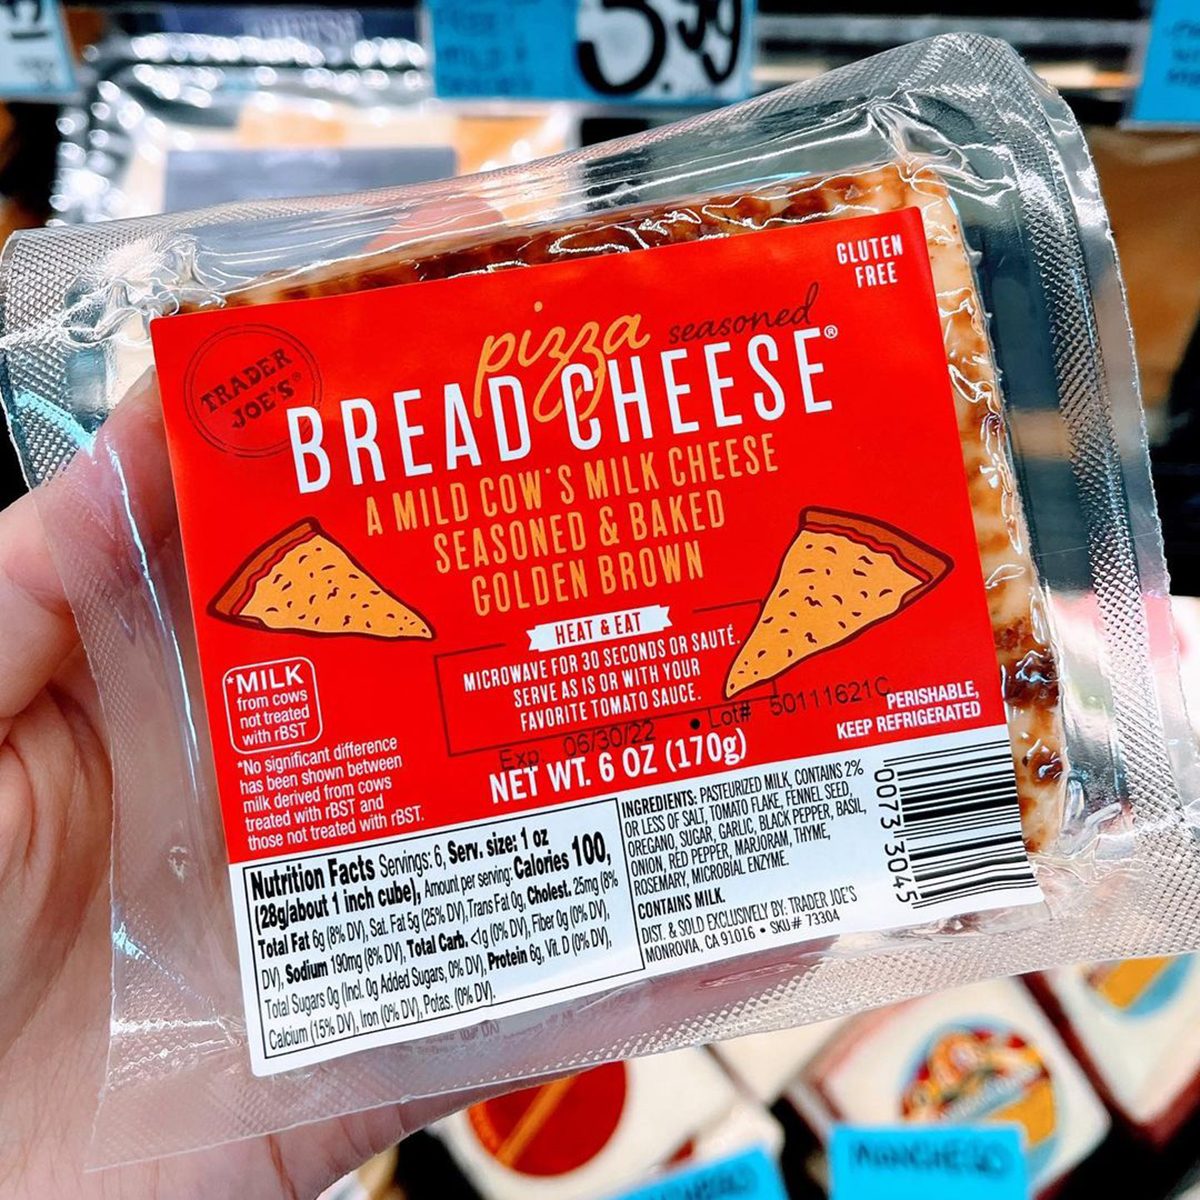 5.99
GLUTEN
FREE
TRADER
JOE'S®
pizza seasoned
BREAD CHEESE®
A MILD COW'S MILK CHEESE
SEASONED & BAKED
GOLDEN BROWN
HEAT & EAT
MICROWAVE FOR 30 SECONDS OR SAUTÉ.
SERVE AS IS OR WITH YOUR
FAVORITE TOMATO SAUCE.
Exp 06/30/22 • Lot# 50111621C
NET WT. 6 OZ (170g)
PERISHABLE,
KEEP REFRIGERATED
*MILK
from cows
not treated
with rBST
*No significant difference
has been shown between
milk derived from cows
treated with rBST and
those not treated with rBST.
Nutrition Facts Servings: 6, Serv. size: 1 oz
(28g/about 1 inch cube), Amount per serving: Calories 100,
Total Fat 6g (8% DV), Sat. Fat 5g (25% DV), Trans Fat 0g, Cholest. 25mg (8%
DV), Sodium 190mg (8% DV), Total Carb. <1g (0% DV), Fiber 0g (0% DV),
Total Sugars 0g (Incl. 0g Added Sugars, 0% DV), Protein 6g, Vit. D (0% DV),
Calcium (15% DV), Iron (0% DV), Potas. (0% DV).
INGREDIENTS: PASTEURIZED MILK, CONTAINS 2%
OR LESS OF SALT, TOMATO FLAKE, FENNEL SEED,
OREGANO, SUGAR, GARLIC, BLACK PEPPER, BASIL,
ONION, RED PEPPER, MARJORAM, THYME,
ROSEMARY, MICROBIAL ENZYME.
CONTAINS MILK.
DIST. & SOLD EXCLUSIVELY BY: TRADER JOE'S
MONROVIA, CA 91016 • SKU# 73304
0073 3045
MANCHEGO